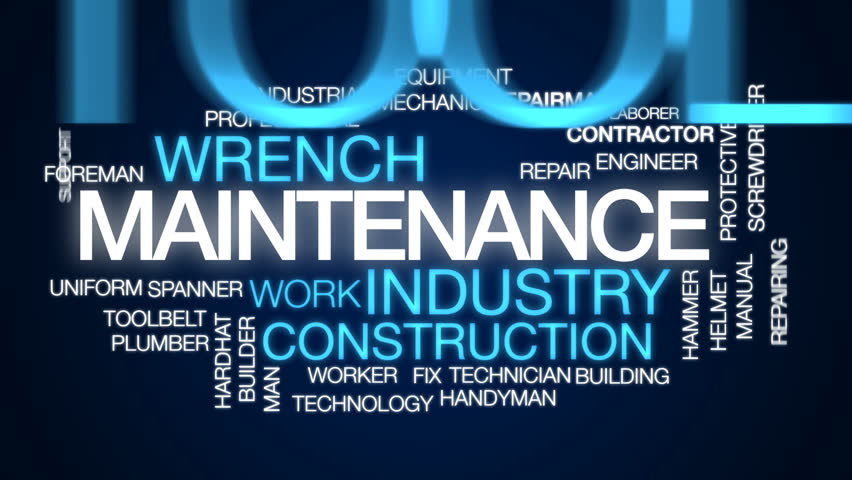 TOOL
EQUIPMENT
INDUSTRIAL
MECHANIC
REPAIRMAN
LABORER
PROFESSIONAL
CONTRACTOR
SUPPORT
FOREMAN
WRENCH
REPAIR
ENGINEER
PROTECTIVE
SCREWDRIVER
MAINTENANCE
UNIFORM
SPANNER
WORK
INDUSTRY
HAMMER
HELMET
MANUAL
REPAIRING
TOOLBELT
PLUMBER
HARDHAT
BUILDER
MAN
CONSTRUCTION
WORKER
FIX
TECHNICIAN
BUILDING
TECHNOLOGY
HANDYMAN